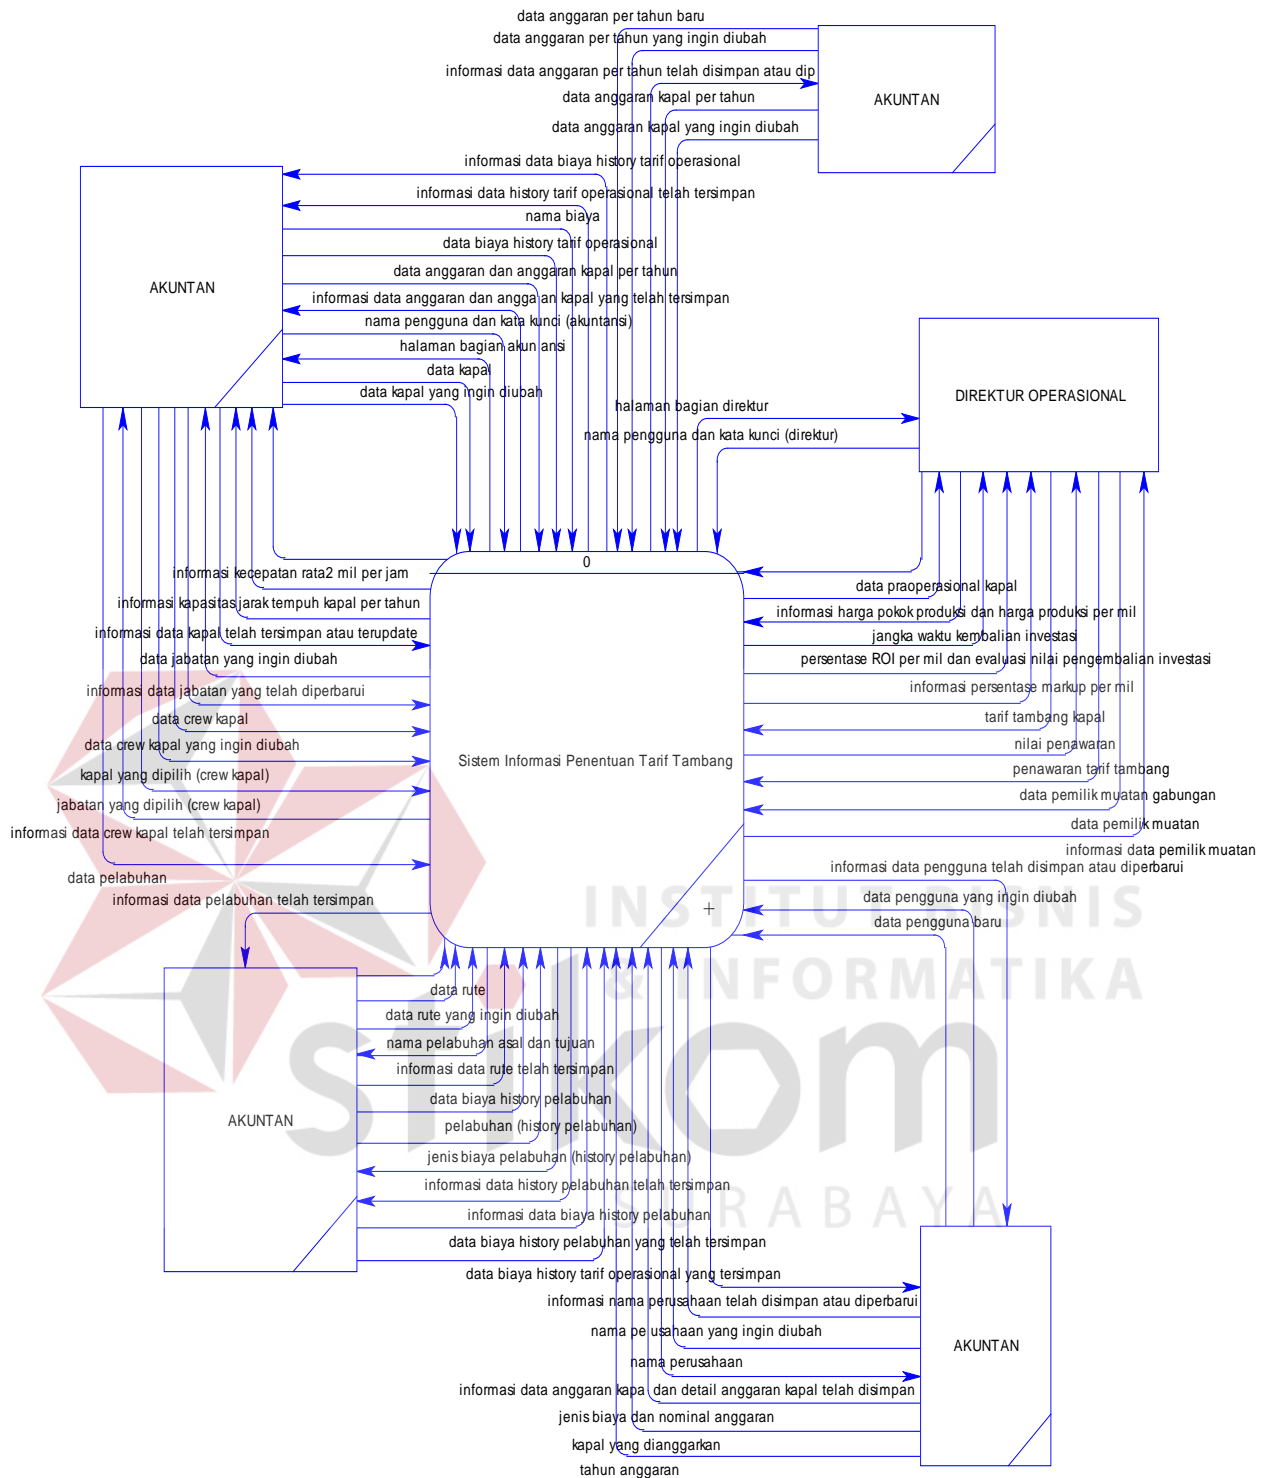 data anggaran per tahun baru
data anggaran per tahun yang ingin diubah
informasi data anggaran per tahun telah disimpan atau dip
data anggaran kapal per tahun
data anggaran kapal yang ingin diubah
AKUNTAN
informasi data biaya history tarif operasional
informasi data history tarif operasional telah tersimpan
nama biaya
data biaya history tarif operasional
data anggaran dan anggaran kapal per tahun
informasi data anggaran dan angga an kapal yang telah tersimpan
nama pengguna dan kata kunci (akuntansi)
halaman bagian akun ansi
data kapal
data kapal yang ingin diubah
AKUNTAN
halaman bagian direktur
nama pengguna dan kata kunci (direktur)
DIREKTUR OPERASIONAL
0
informasi kecepatan rata2 mil per jam
informasi kapasitas jarak tempuh kapal per tahun
informasi data kapal telah tersimpan atau terupdate
data jabatan yang ingin diubah
informasi data jabatan yang telah diperbarui
data crew kapal
data crew kapal yang ingin diubah
kapal yang dipilih (crew kapal)
jabatan yang dipilih (crew kapal)
informasi data crew kapal telah tersimpan
data pelabuhan
informasi data pelabuhan telah tersimpan
Sistem Informasi Penentuan Tarif Tambang
+
data praoperasional kapal
informasi harga pokok produksi dan harga produksi per mil
jangka waktu kembalian investasi
persentase ROI per mil dan evaluasi nilai pengembalian investasi
informasi persentase markup per mil
tarif tambang kapal
nilai penawaran
penawaran tarif tambang
data pemilik muatan gabungan
data pemilik muatan
informasi data pemilik muatan
informasi data pengguna telah disimpan atau diperbarui
data pengguna yang ingin diubah
data pengguna baru
INSTITUT BISNIS
& INFORMATIKA
stikom
SURABAYA
data rute
data rute yang ingin diubah
nama pelabuhan asal dan tujuan
informasi data rute telah tersimpan
data biaya history pelabuhan
pelabuhan (history pelabuhan)
jenis biaya pelabuhan (history pelabuhan)
informasi data history pelabuhan telah tersimpan
informasi data biaya history pelabuhan
data biaya history pelabuhan yang telah tersimpan
AKUNTAN
data biaya history tarif operasional yang tersimpan
informasi nama perusahaan telah disimpan atau diperbarui
nama pe usahaan yang ingin diubah
nama perusahaan
informasi data anggaran kapa dan detail anggaran kapal telah disimpan
jenis biaya dan nominal anggaran
kapal yang dianggarkan
tahun anggaran
AKUNTAN